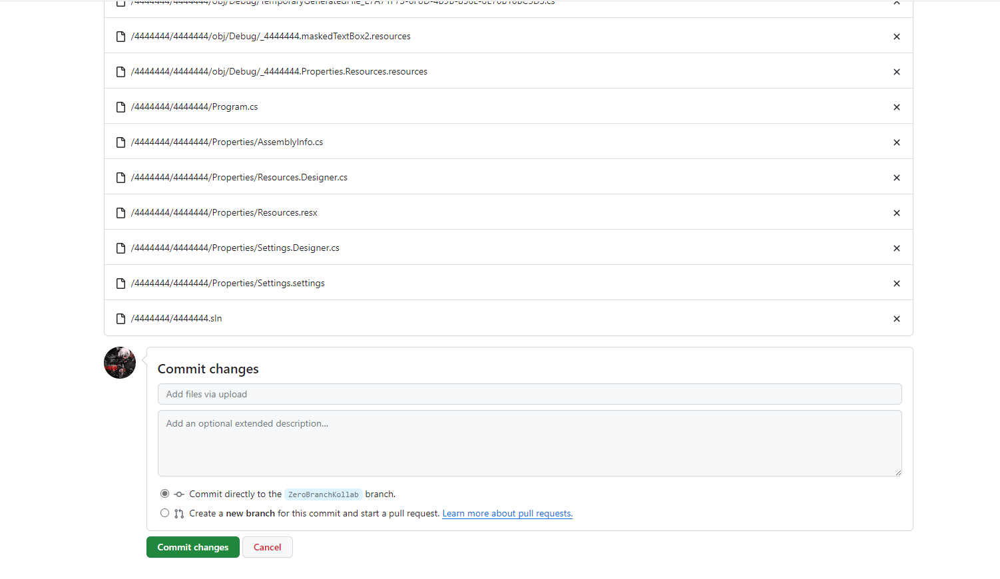 /4444444/4444444/obj/Debug/_4444444.maskedTextBox2.resources
/4444444/4444444/obj/Debug/_4444444.Properties.Resources.resources
/4444444/4444444/Program.cs
/4444444/4444444/Properties/AssemblyInfo.cs
/4444444/4444444/Properties/Resources.Designer.cs
/4444444/4444444/Properties/Resources.resx
/4444444/4444444/Properties/Settings.Designer.cs
/4444444/4444444/Properties/Settings.settings
/4444444/4444444.sln
Commit changes
Add files via upload
Add an optional extended description...
Commit directly to the ZeroBranchKollab branch.
Create a new branch for this commit and start a pull request. Learn more about pull requests.
Commit changes Cancel